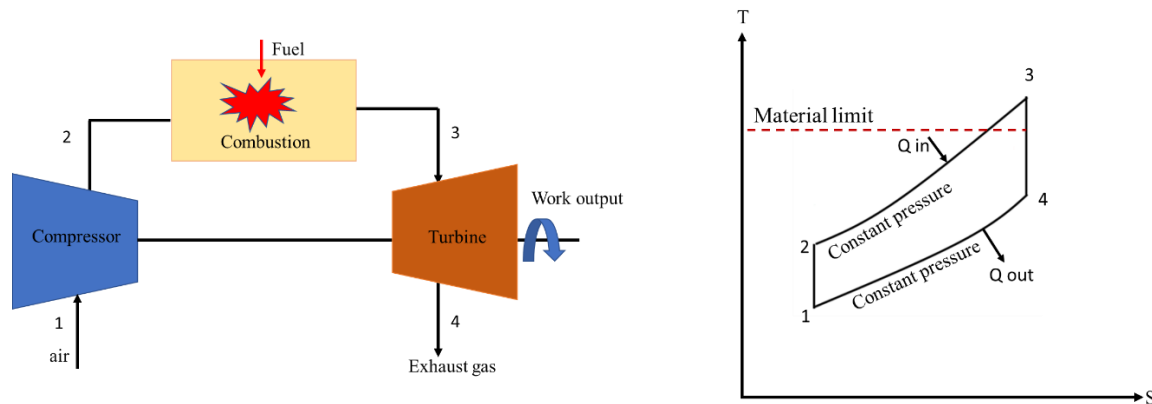 Fuel
Combustion
2
3
Compressor
Turbine
Work output
1
air
4
Exhaust gas
T
3
Material limit
Q in
Constant pressure
4
2
Constant pressure
Q out
1
S